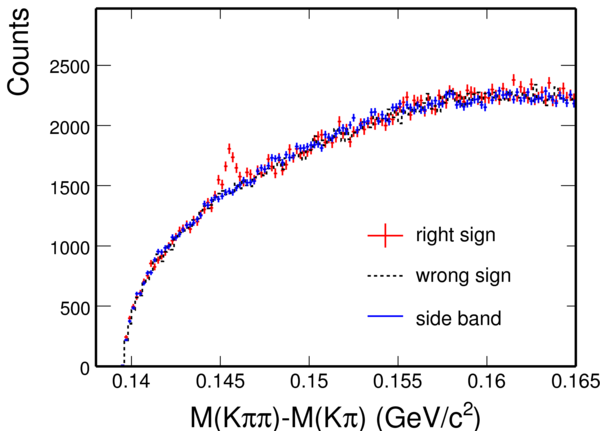 Counts
2500
2000
1500
1000
500
0
right sign
wrong sign
side band
0.14 0.145 0.15 0.155 0.16 0.165
M(Kππ)-M(Kπ) (GeV/c²)